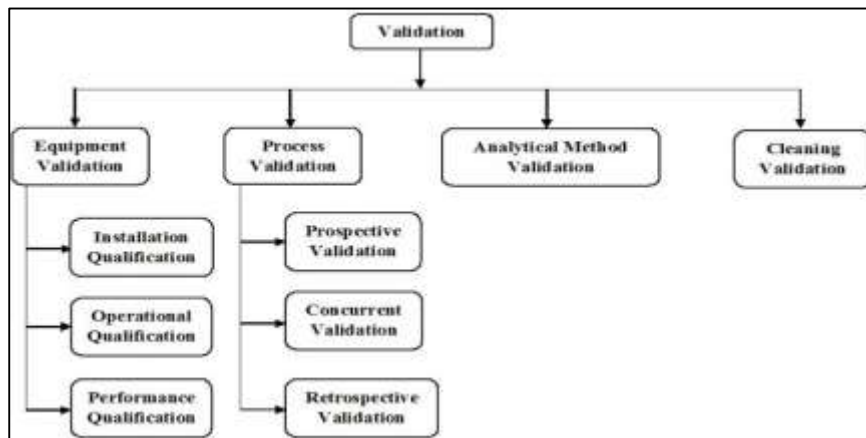 Validation
Equipment
Validation
Process
Validation
Analytical Method
Validation
Cleaning
Validation
Installation
Qualification
Operational
Qualification
Performance
Qualification
Prospective
Validation
Concurrent
Validation
Retrospective
Validation